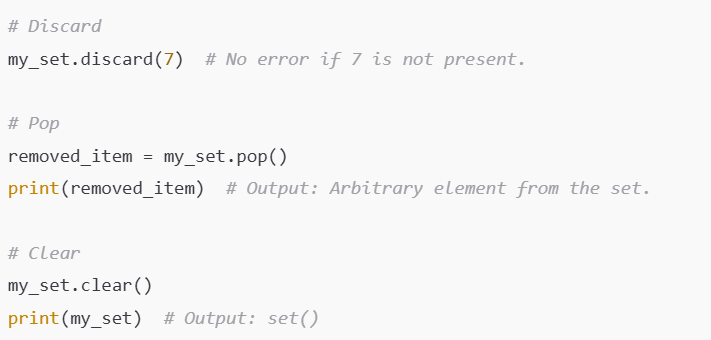 # Discard
my_set.discard(7)  # No error if 7 is not present.
# Pop
removed_item = my_set.pop()
print(removed_item)  # Output: Arbitrary element from the set.
# Clear
my_set.clear()
print(my_set)  # Output: set()